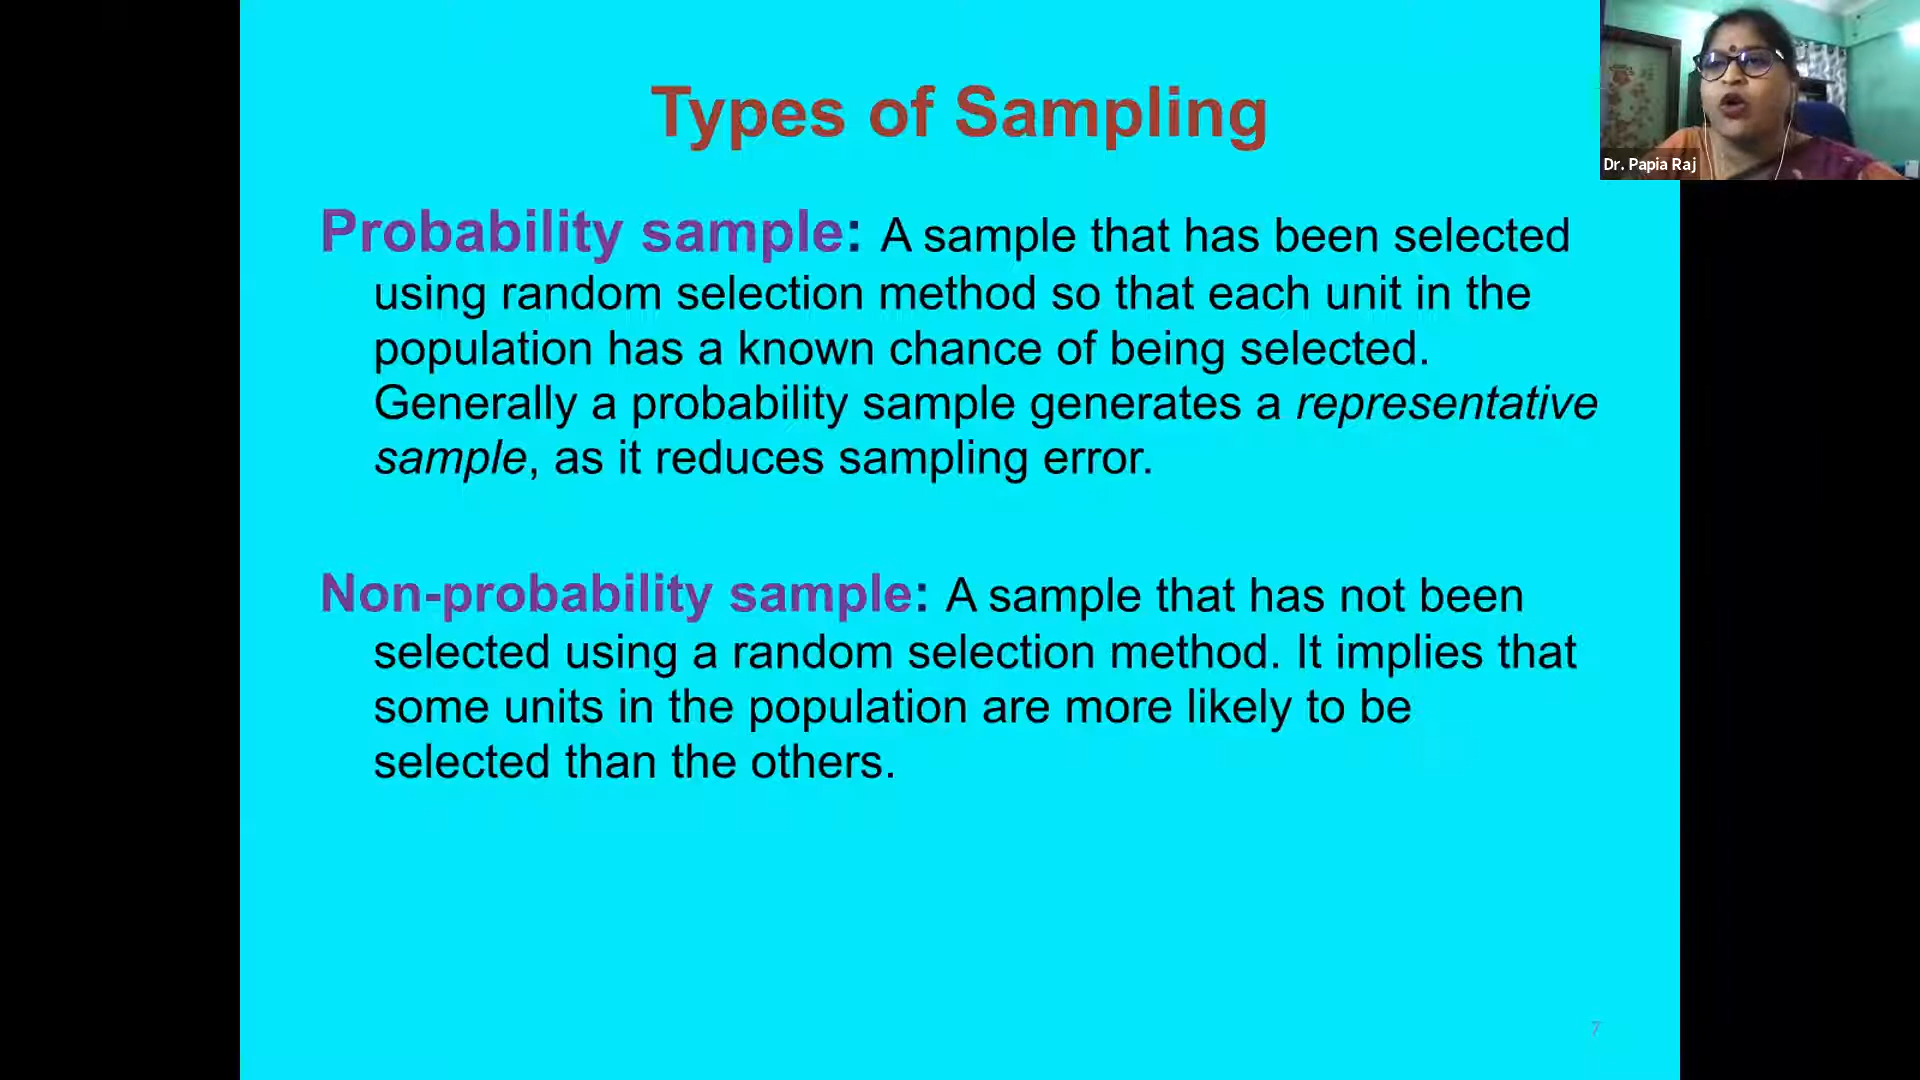 Types of Sampling
Dr. Papia Raj
Probability sample: A sample that has been selected
using random selection method so that each unit in the
population has a known chance of being selected.
Generally a probability sample generates a representative
sample, as it reduces sampling error.
Non-probability sample: A sample that has not been
selected using a random selection method. It implies that
some units in the population are more likely to be
selected than the others.
7